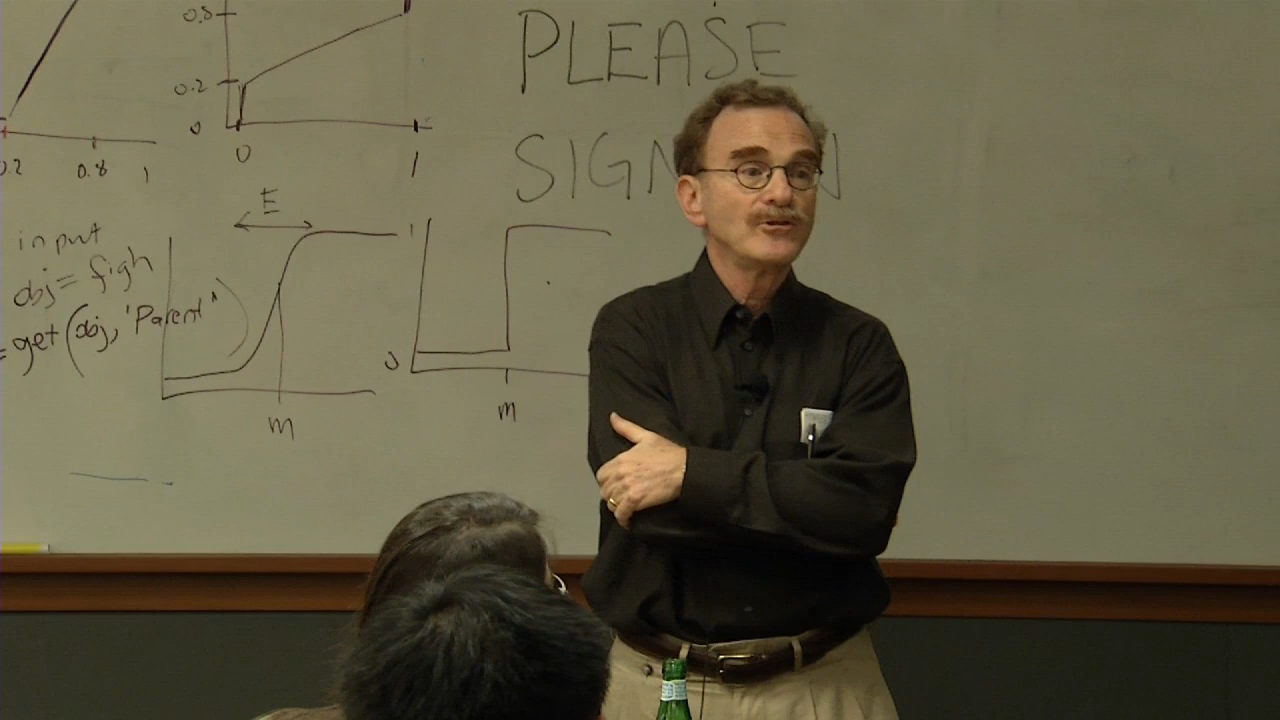 0.8
0.2
0
0
1
0.2
0.8
1
PLEASE
SIGN
E
input
obj = figh
= get (obj, 'Parent')
m
1
0
m